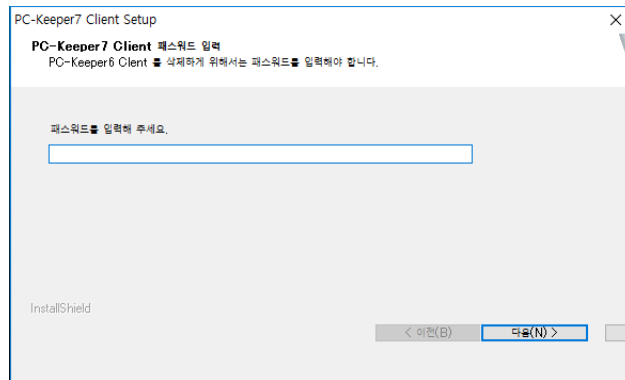 PC-Keeper7 Client Setup
PC-Keeper7 Client 패스워드 입력
PC-Keeper6 Clent 를 삭제하게 위해서는 패스워드를 입력해야 합니다.
패스워드를 입력해 주세요.
InstallShield
< 이전(B) 다음(N) >